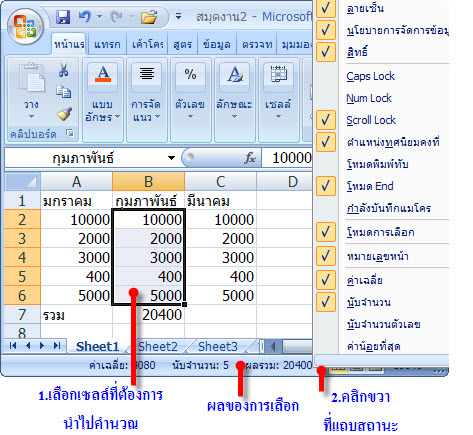 สมุดงาน2 - Microsoft
หน้าแร
แทรก
เค้าโคร
สูตร
ข้อมูล
ตรวจท
มุมมอง
วาง
แบบอักษร
การจัดแนว
ตัวเลข
ลักษณะ
เซลล์
คลิปบอร์ด
กุมภาพันธ์ fx 10000
A B C D
1 มกราคม กุมภาพันธ์ มีนาคม
2 10000 10000 10000
3 2000 2000 2000
4 3000 3000 3000
5 400 400 400
6 5000 5000 5000
7 รวม 20400
Sheet1 Sheet2 Sheet3
ค่าเฉลี่ย: 4080 นับจำนวน: 5 ผลรวม: 20400
ลายเซ็น
นโยบายการจัดการข้อมู
สิทธิ์
Caps Lock
Num Lock
Scroll Lock
ตำแหน่งทศนิยมคงที่
โหมดพิมพ์ทับ
โหมด End
กำลังบันทึกแมโคร
โหมดการเลือก
หมายเลขหน้า
ค่าเฉลี่ย
นับจำนวน
นับจำนวนตัวเลข
ค่าน้อยที่สุด
1.เลือกเซลล์ที่ต้องการ
นำไปคำนวณ
ผลของการเลือก
2.คลิกขวา
ที่แถบสถานะ